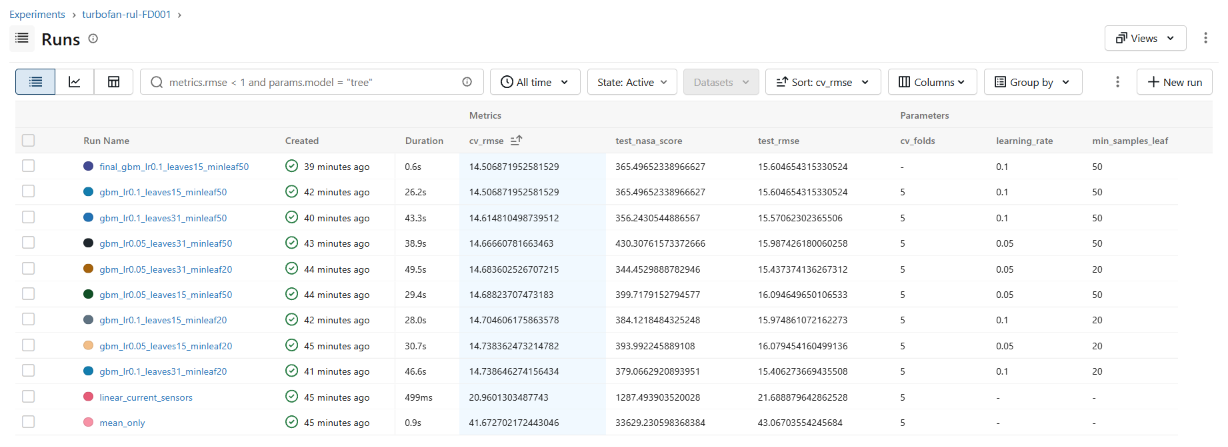 Experiments › turbofan-rul-FD001 ›
Runs
Views
metrics.rmse < 1 and params.model = "tree"
All time
State: Active
Datasets
Sort: cv_rmse
Columns
Group by
New run
Metrics Parameters
Run Name Created Duration cv_rmse test_nasa_score test_rmse cv_folds learning_rate min_samples_leaf
final_gbm_lr0.1_leaves15_minleaf50 39 minutes ago 0.6s 14.506871952581529 365.49652338966627 15.604654315330524 - 0.1 50
gbm_lr0.1_leaves15_minleaf50 42 minutes ago 26.2s 14.506871952581529 365.49652338966627 15.604654315330524 5 0.1 50
gbm_lr0.1_leaves31_minleaf50 40 minutes ago 43.3s 14.614810498739512 356.2430544886567 15.57062302365506 5 0.1 50
gbm_lr0.05_leaves31_minleaf50 43 minutes ago 38.9s 14.66660781663463 430.30761573372666 15.987426180060258 5 0.05 50
gbm_lr0.05_leaves31_minleaf20 44 minutes ago 49.5s 14.683602526707215 344.4529888782946 15.437374136267312 5 0.05 20
gbm_lr0.05_leaves15_minleaf50 44 minutes ago 29.4s 14.68823707473183 399.7179152794577 16.094649650106533 5 0.05 50
gbm_lr0.1_leaves15_minleaf20 42 minutes ago 28.0s 14.704606175863578 384.1218484325248 15.974861072162273 5 0.1 20
gbm_lr0.05_leaves15_minleaf20 45 minutes ago 30.7s 14.738362473214782 393.992245889108 16.079454160499136 5 0.05 20
gbm_lr0.1_leaves31_minleaf20 41 minutes ago 46.6s 14.738646274156434 379.0662920893951 15.406273669435508 5 0.1 20
linear_current_sensors 45 minutes ago 499ms 20.9601303487743 1287.493903520028 21.688879642862528 5 - -
mean_only 45 minutes ago 0.9s 41.672702172443046 33629.230598368384 43.06703554245684 5 - -